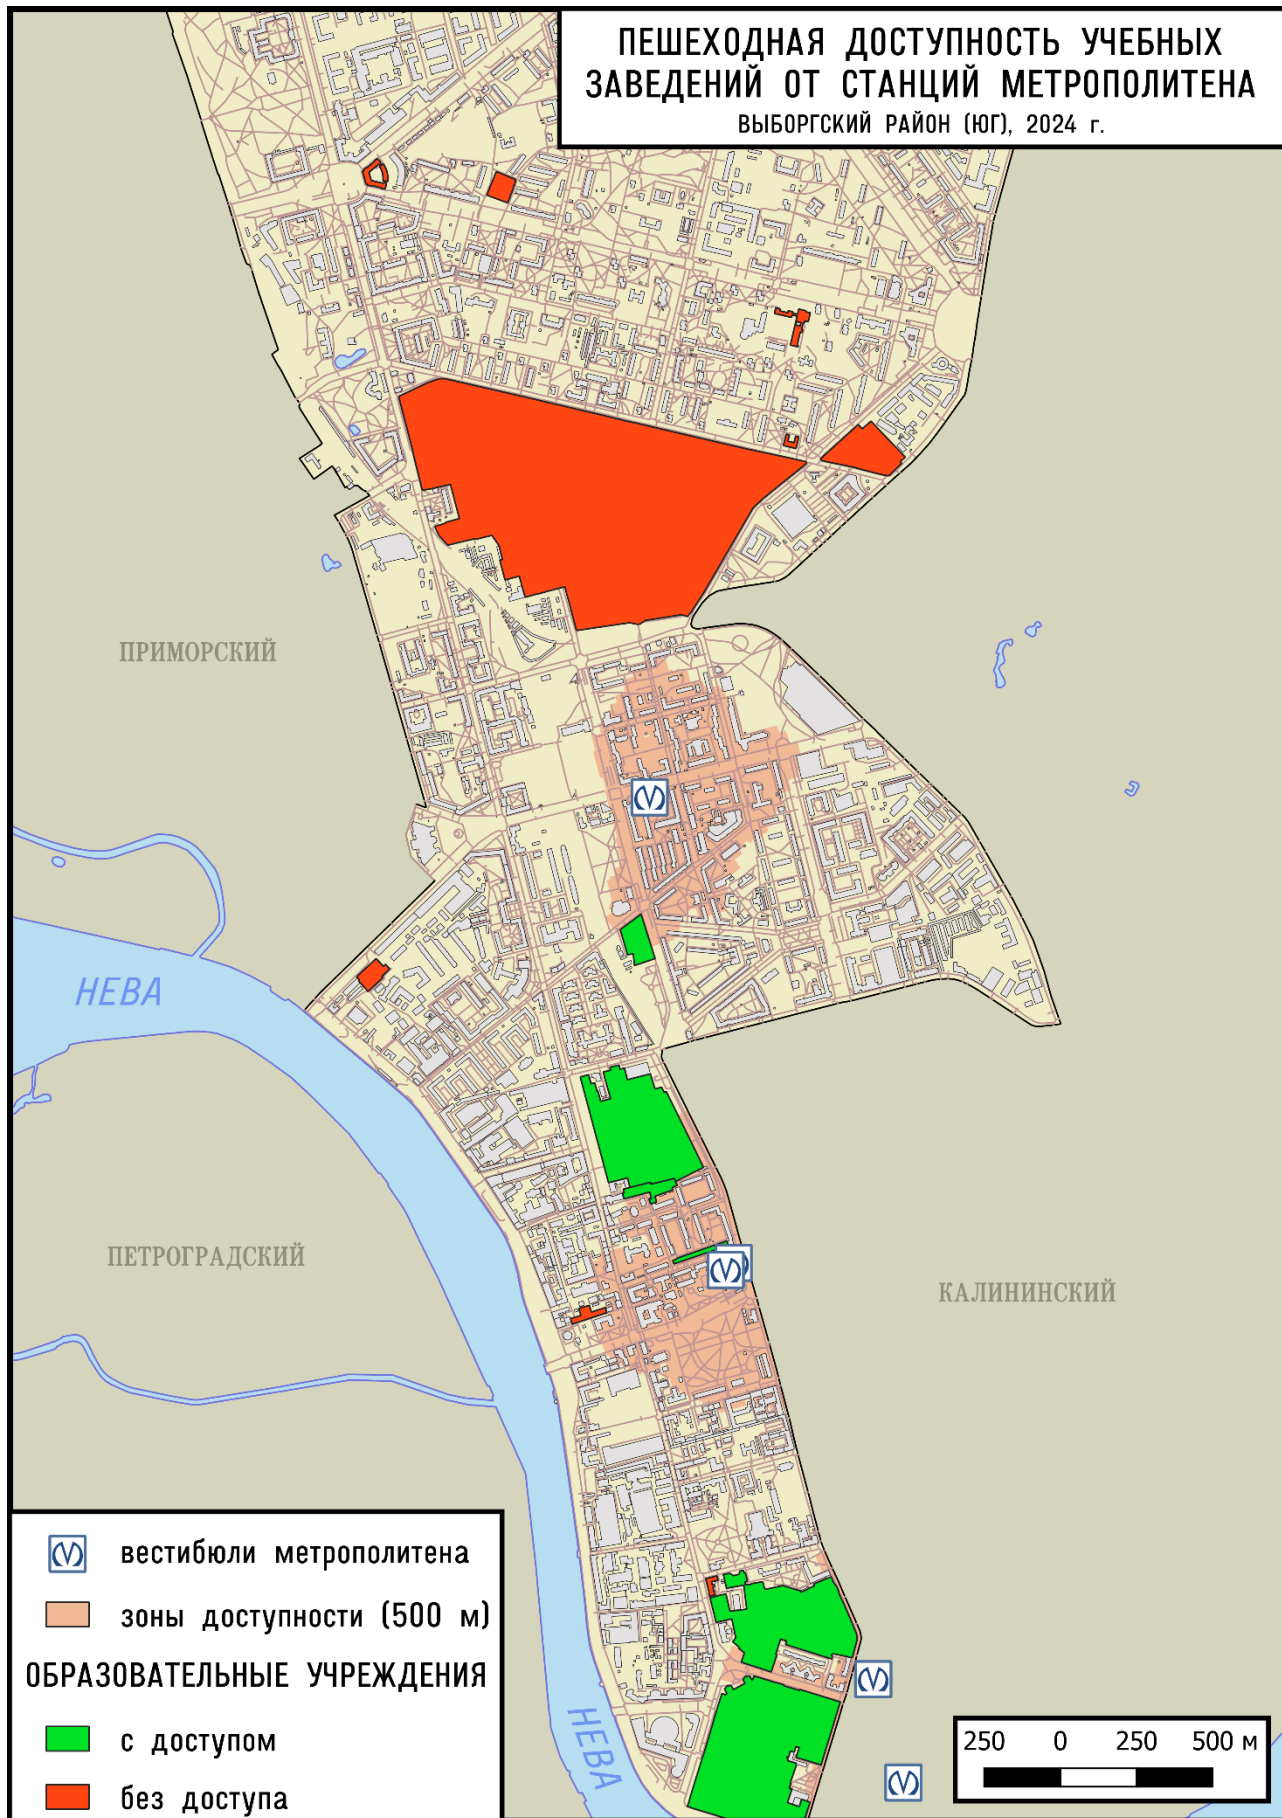 ПЕШЕХОДНАЯ ДОСТУПНОСТЬ УЧЕБНЫХ
ЗАВЕДЕНИЙ ОТ СТАНЦИЙ МЕТРОПОЛИТЕНА
ВЫБОРГСКИЙ РАЙОН (ЮГ), 2024 г.
ПРИМОРСКИЙ
НЕВА
ПЕТРОГРАДСКИЙ
КАЛИНИНСКИЙ
НЕВА
вестибюли метрополитена
зоны доступности (500 м)
ОБРАЗОВАТЕЛЬНЫЕ УЧРЕЖДЕНИЯ
с доступом
без доступа
250 0 250 500 м